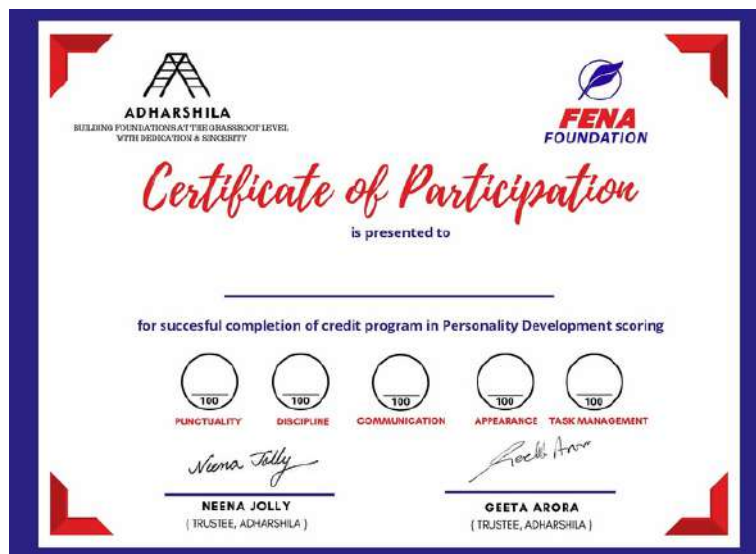 ADHARSHILA
BUILDING FOUNDATIONS AT THE GRASSROOT LEVEL
WITH DEDICATION & SINCERITY
FENA
FOUNDATION
Certificate of Participation
is presented to
for succesful completion of credit program in Personality Development scoring
100 100 100 100 100
PUNCTUALITY DISCIPLINE COMMUNICATION APPEARANCE TASK MANAGEMENT
Neena Jolly Geeta Arora
NEENA JOLLY GEETA ARORA
( TRUSTEE, ADHARSHILA ) ( TRUSTEE, ADHARSHILA )